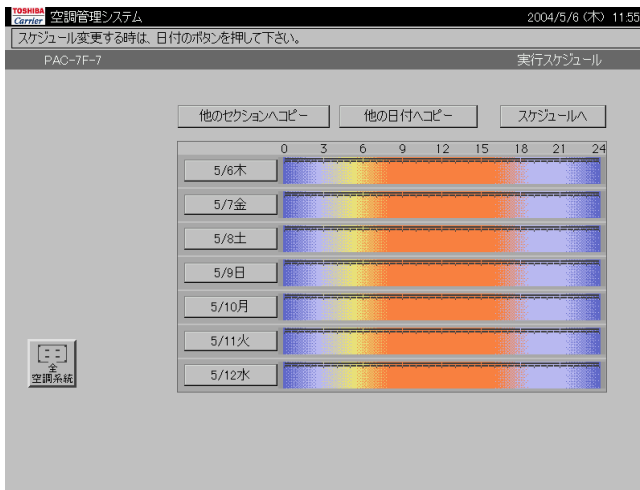 TOSHIBA
Carrier 空調管理システム 2004/5/6 (木) 11:55
スケジュール変更する時は、日付のボタンを押して下さい。
PAC-7F-7 実行スケジュール
他のセクションへコピー 他の日付へコピー スケジュールへ
0 3 6 9 12 15 18 21 24
5/6木
5/7金
5/8土
5/9日
5/10月
5/11火
5/12水
全
空調系統